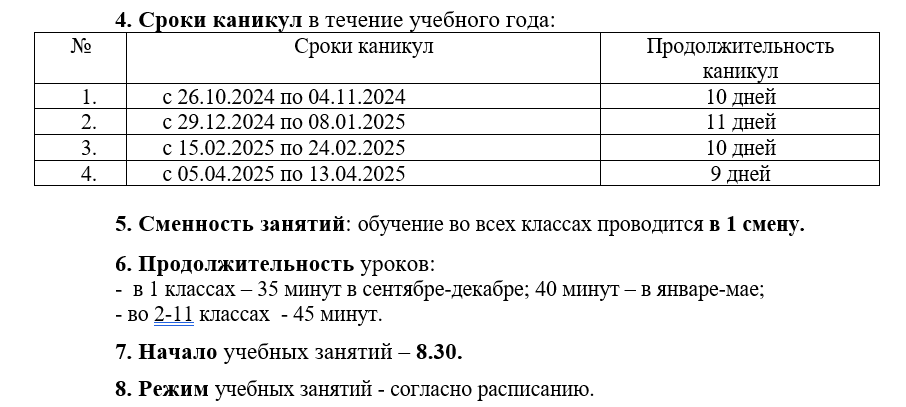 4. Сроки каникул в течение учебного года:
№ Сроки каникул Продолжительность каникул
1. с 26.10.2024 по 04.11.2024 10 дней
2. с 29.12.2024 по 08.01.2025 11 дней
3. с 15.02.2025 по 24.02.2025 10 дней
4. с 05.04.2025 по 13.04.2025 9 дней
5. Сменность занятий: обучение во всех классах проводится в 1 смену.
6. Продолжительность уроков:
- в 1 классах – 35 минут в сентябре-декабре; 40 минут – в январе-мае;
- во 2-11 классах - 45 минут.
7. Начало учебных занятий – 8.30.
8. Режим учебных занятий - согласно расписанию.